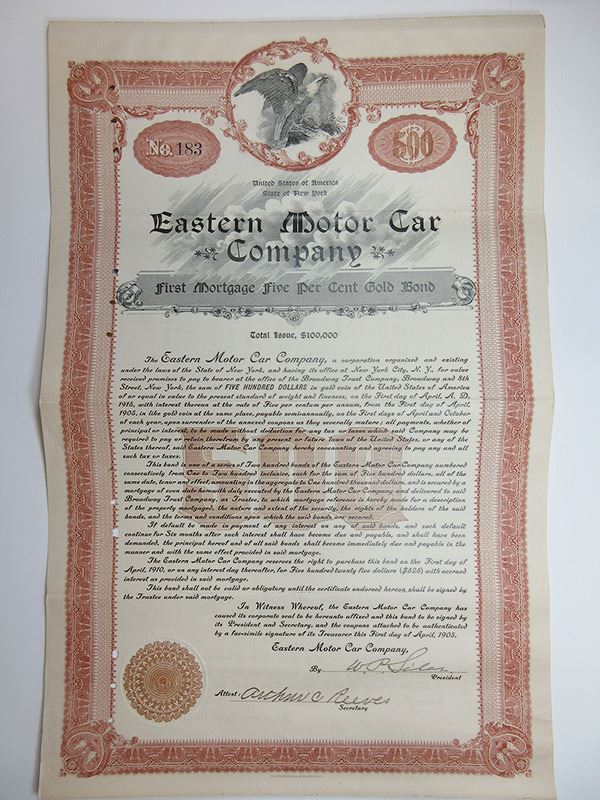 No. 183
500
United States of America
State of New York
Eastern Motor Car
Company
First Mortgage Five Per Cent Gold Bond
Total Issue, $100,000
The Eastern Motor Car Company, a corporation organized and existing
under the laws of the State of New York, and having its office at New York City, N. Y., for value
received promises to pay to bearer at the office of the Broadway Trust Company, Broadway and 8th
Street, New York, the sum of FIVE HUNDRED DOLLARS in gold coin of the United States of America
of or equal in value to the present standard of weight and fineness, on the First day of April, A. D.
1915, with interest thereon at the rate of Five per centum per annum, from the First day of April
1905, in like gold coin at the same place, payable semi-annually, on the First days of April and October
of each year, upon surrender of the annexed coupons as they severally mature; all payments, whether of
principal or interest, to be made without deduction for any tax or taxes which said Company may be
required to pay or retain therefrom by any present or future laws of the United States, or any of the
States thereof, said Eastern Motor Car Company hereby covenanting and agreeing to pay any and all
such tax or taxes.
This bond is one of a series of Two hundred bonds of the Eastern Motor Car Company numbered
consecutively from One to Two hundred inclusive, each for the sum of Five hundred dollars, all of the
same date, tenor and effect, amounting in the aggregate to One hundred thousand dollars, and is secured by a
mortgage of even date herewith duly executed by the Eastern Motor Car Company and delivered to said
Broadway Trust Company, as Trustee, to which mortgage reference is hereby made for a description
of the property mortgaged, the nature and extent of the security, the rights of the holders of the said
bonds, and the terms and conditions upon which the said bonds are secured.
If default be made in payment of any interest on any of said bonds, and such default
continue for Six months after such interest shall have become due and payable, and shall have been
demanded, the principal hereof and of all said bonds shall become immediately due and payable in the
manner and with the same effect provided in said mortgage.
The Eastern Motor Car Company reserves the right to purchase this bond on the First day of
April, 1910, or on any interest day thereafter, for Five hundred twenty five dollars ($525) with accrued
interest as provided in said mortgage.
This bond shall not be valid or obligatory until the certificate endorsed hereon shall be signed by
the Trustee under said mortgage.
In Witness Whereof, the Eastern Motor Car Company has
caused its corporate seal to be hereunto affixed and this bond to be signed by
its President and Secretary, and the coupons attached to be authenticated
by a fac-simile signature of its Treasurer this First day of April, 1905.
Eastern Motor Car Company,
By W. P.
President
Attest: Arthur C Reeves
Secretary